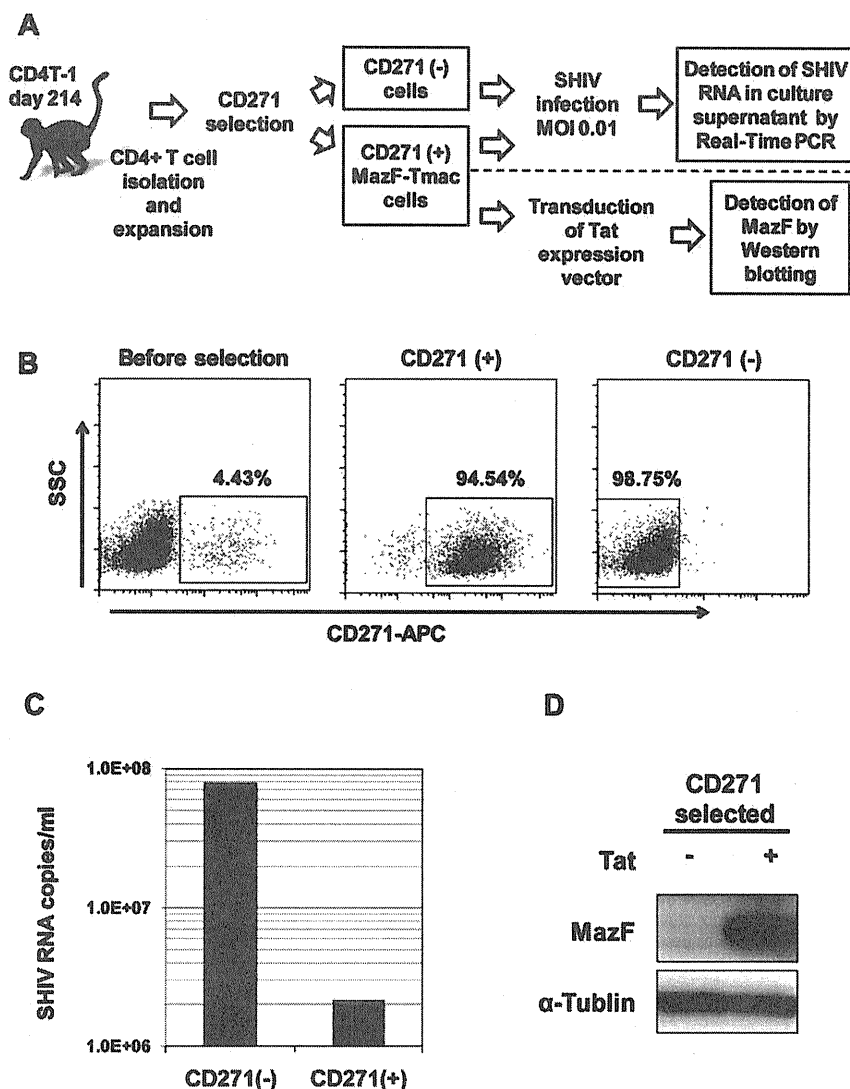 A
CD4T-1
day 214
CD4+ T cell
isolation
and
expansion
CD271
selection
CD271 (-)
cells
CD271 (+)
MazF-Tmac
cells
SHIV
infection
MOI 0.01
Detection of SHIV
RNA in culture
supernatant by
Real-Time PCR
Transduction
of Tat
expression
vector
Detection of
MazF by
Western
blotting
B
Before selection
CD271 (+)
CD271 (-)
4.43%
94.54%
98.75%
SSC
CD271-APC
C
SHIV RNA copies/ml
1.0E+08
1.0E+07
1.0E+06
CD271(-)
CD271(+)
D
CD271
selected
Tat - +
MazF
α-Tublin